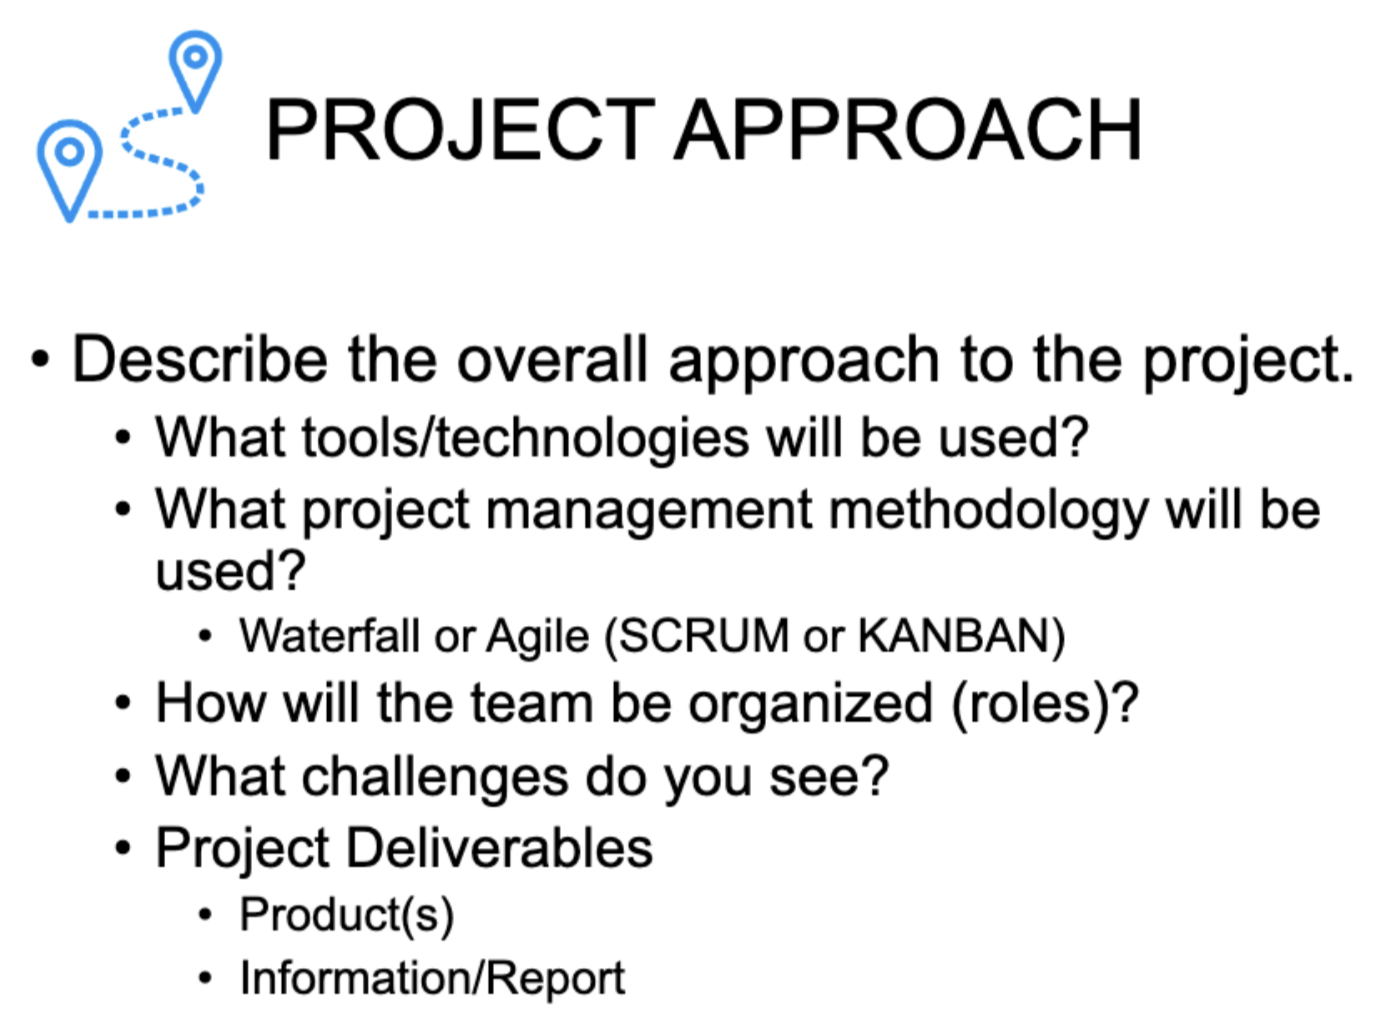 PROJECT APPROACH
• Describe the overall approach to the project.
• What tools/technologies will be used?
• What project management methodology will be
used?
• Waterfall or Agile (SCRUM or KANBAN)
• How will the team be organized (roles)?
• What challenges do you see?
• Project Deliverables
• Product(s)
• Information/Report